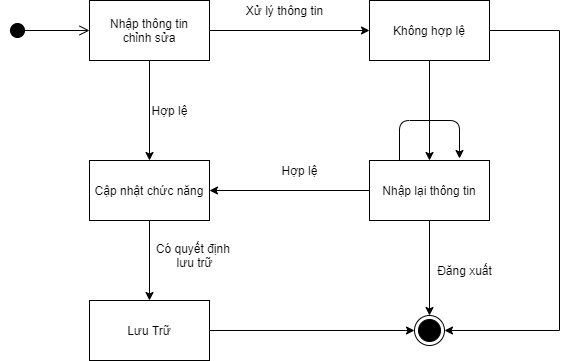 Nhập thông tin
chỉnh sửa
Xử lý thông tin
Không hợp lệ
Hợp lệ
Cập nhật chức năng
Hợp lệ
Nhập lại thông tin
Có quyết định
lưu trữ
Đăng xuất
Lưu Trữ